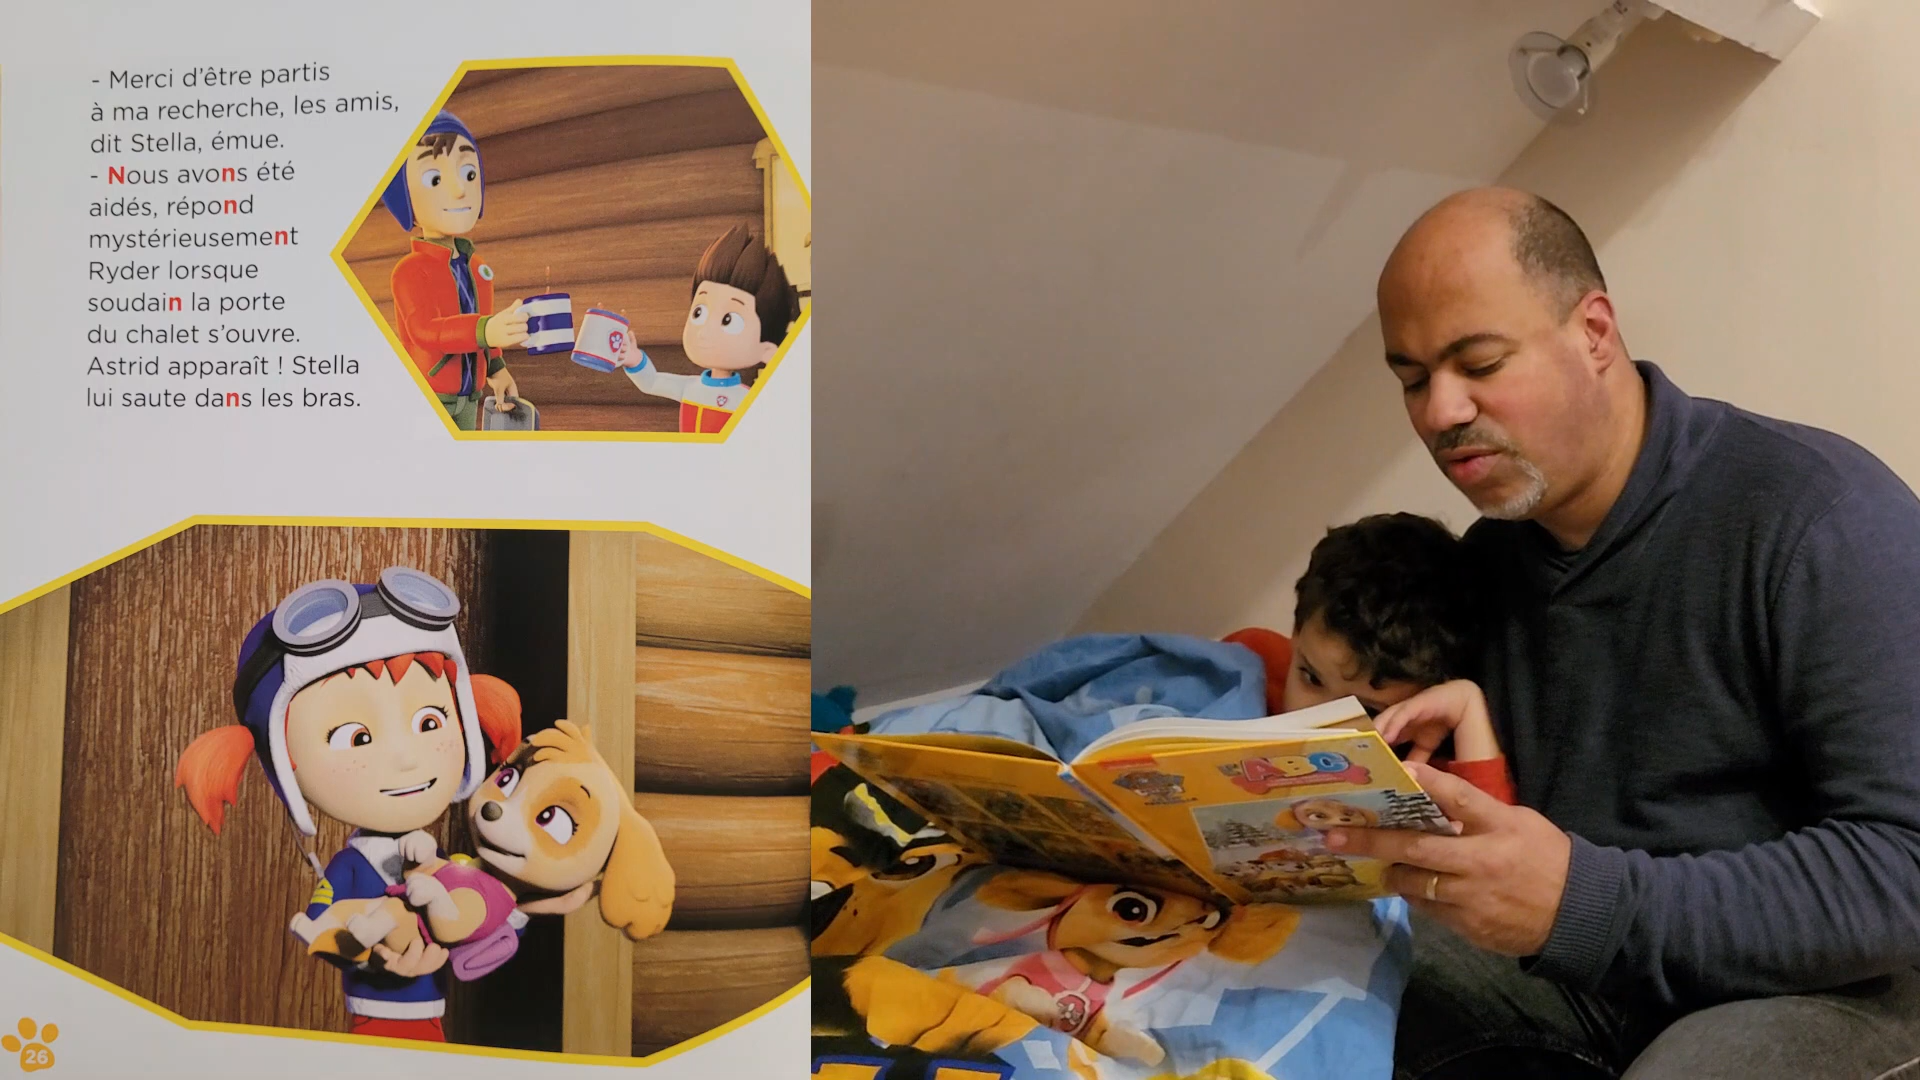 - Merci d'être partis
à ma recherche, les amis,
dit Stella, émue.
- Nous avons été
aidés, répond
mystérieusement
Ryder lorsque
soudain la porte
du chalet s'ouvre.
Astrid apparaît ! Stella
lui saute dans les bras.
26
ABC